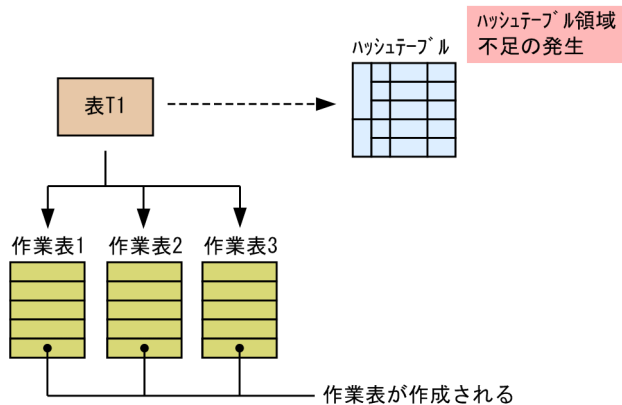 ﾊｯｼｭﾃｰﾌﾞﾙ領域
不足の発生
ﾊｯｼｭﾃｰﾌﾞﾙ
表T1
作業表1 作業表2 作業表3
作業表が作成される